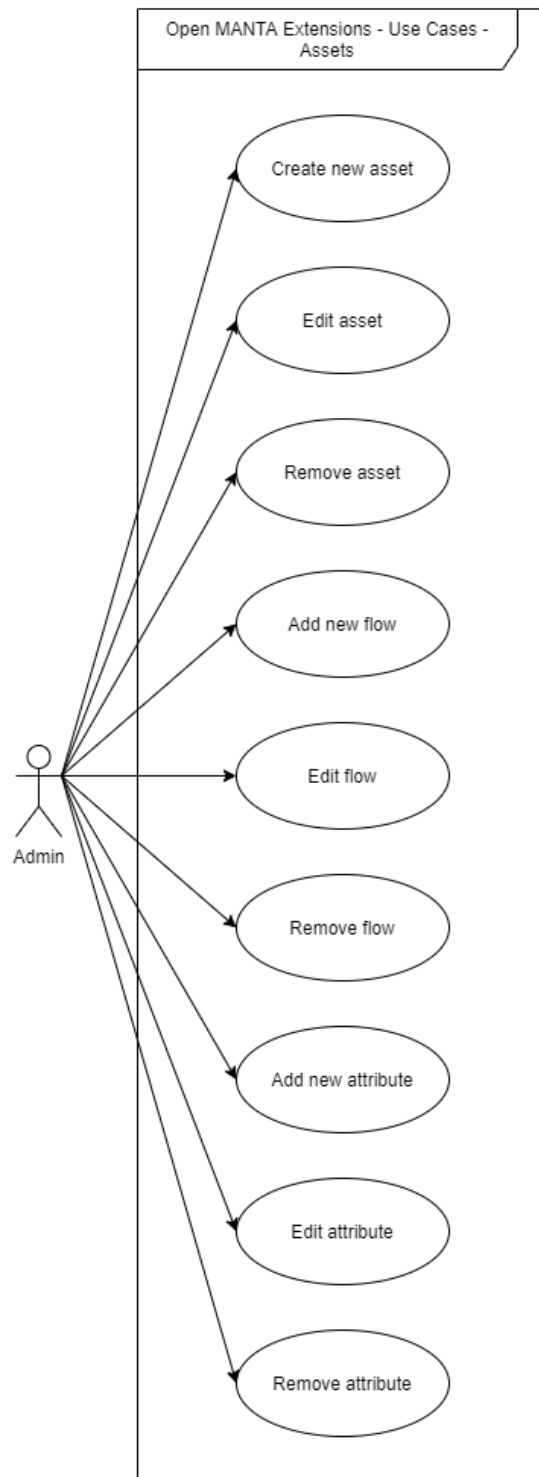 Open MANTA Extensions - Use Cases -
Assets
Create new asset
Edit asset
Remove asset
Add new flow
Edit flow
Admin
Remove flow
Add new attribute
Edit attribute
Remove attribute